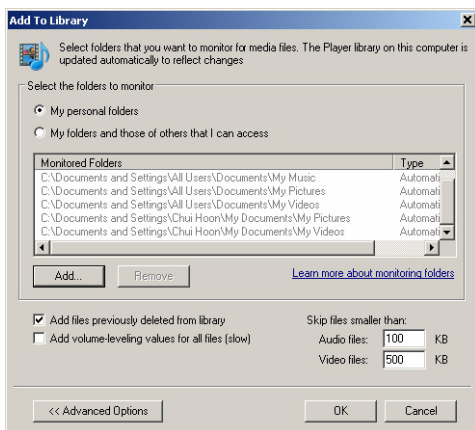 Add To Library
Select folders that you want to monitor for media files. The Player library on this computer is
updated automatically to reflect changes
Select the folders to monitor
My personal folders
My folders and those of others that I can access
Monitored Folders Type
C:\Documents and Settings\All Users\Documents\My Music Automati
C:\Documents and Settings\All Users\Documents\My Pictures Automati
C:\Documents and Settings\All Users\Documents\My Videos Automati
C:\Documents and Settings\Chui Hoon\My Documents\My Pictures Automati
C:\Documents and Settings\Chui Hoon\My Documents\My Videos Automati
Add... Remove Learn more about monitoring folders
Add files previously deleted from library
Add volume-leveling values for all files (slow)
Skip files smaller than:
Audio files: 100 KB
Video files: 500 KB
<< Advanced Options OK Cancel